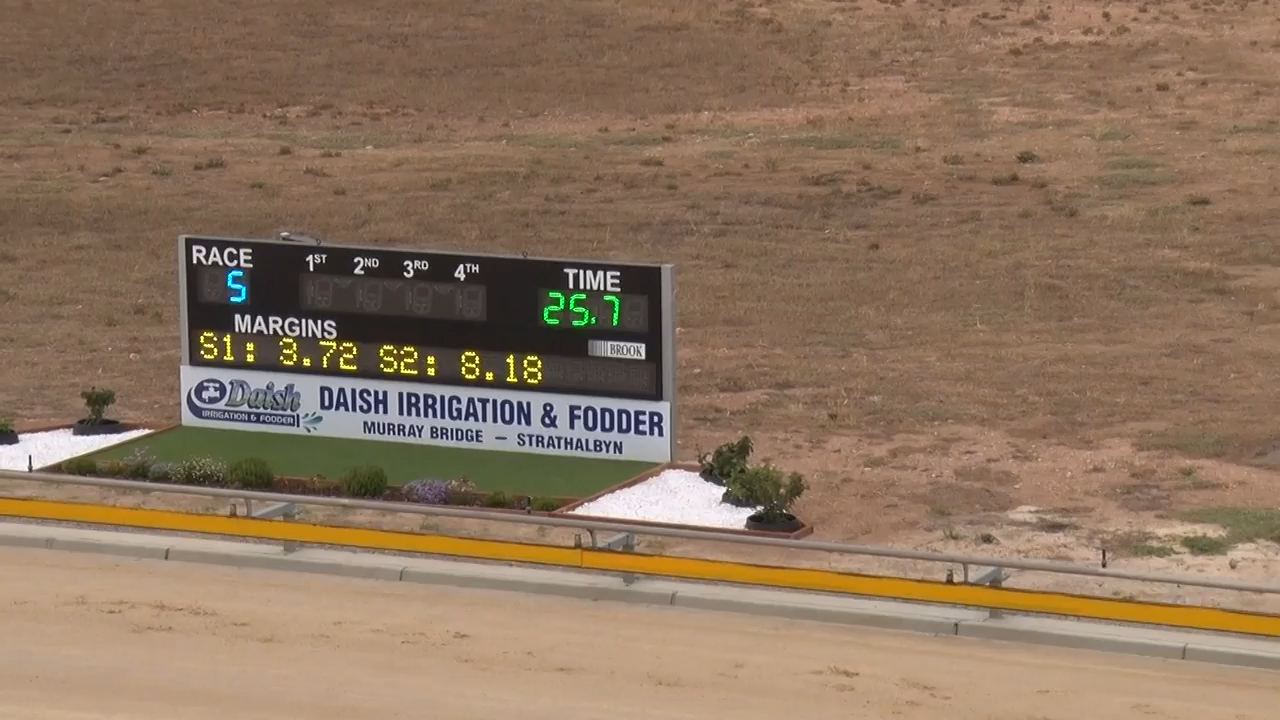 RACE 1ST 2ND 3RD 4TH TIME
5 25.7
MARGINS
BROOK
S1: 3.72 S2: 8.18
Daish
IRRIGATION & FODDER
DAISH IRRIGATION & FODDER
MURRAY BRIDGE – STRATHALBYN